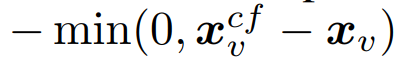 − min(0, x_v^{cf} − x_v)